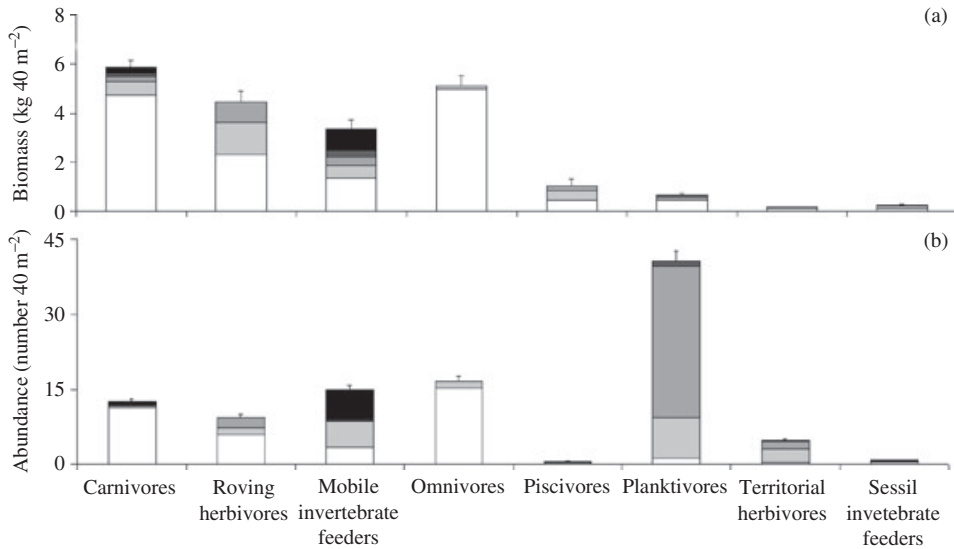 (a)
8
6
4
2
0
Biomass (kg 40 m⁻²)
(b)
45
30
15
0
Abundance (number 40 m⁻²)
Carnivores
Roving
herbivores
Mobile
invertebrate
feeders
Omnivores
Piscivores
Planktivores
Territorial
herbivores
Sessil
invetebrate
feeders